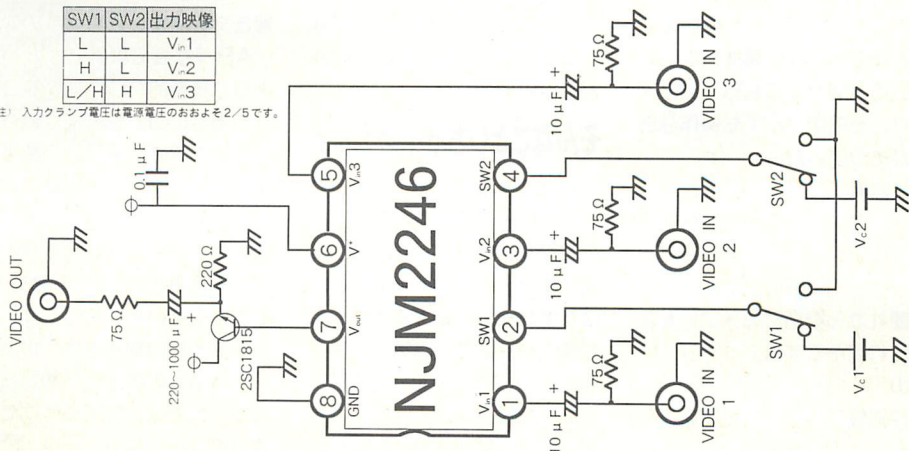 SW1 SW2 出力映像
L L Vin1
H L Vin2
L/H H Vin3
注) 入力クランプ電圧は電源電圧のおおよそ2/5です。
VIDEO OUT
75Ω
220~1000μF
+
2SC1815
220Ω
0.1μF
8
GND
7
Vout
6
V+
5
Vin3
NJM2246
1
Vin1
2
SW1
3
Vin2
4
SW2
10μF
+
75Ω
VIDEO IN
1
10μF
+
75Ω
VIDEO IN
2
10μF
+
75Ω
VIDEO IN
3
SW1
Vc1
SW2
Vc2